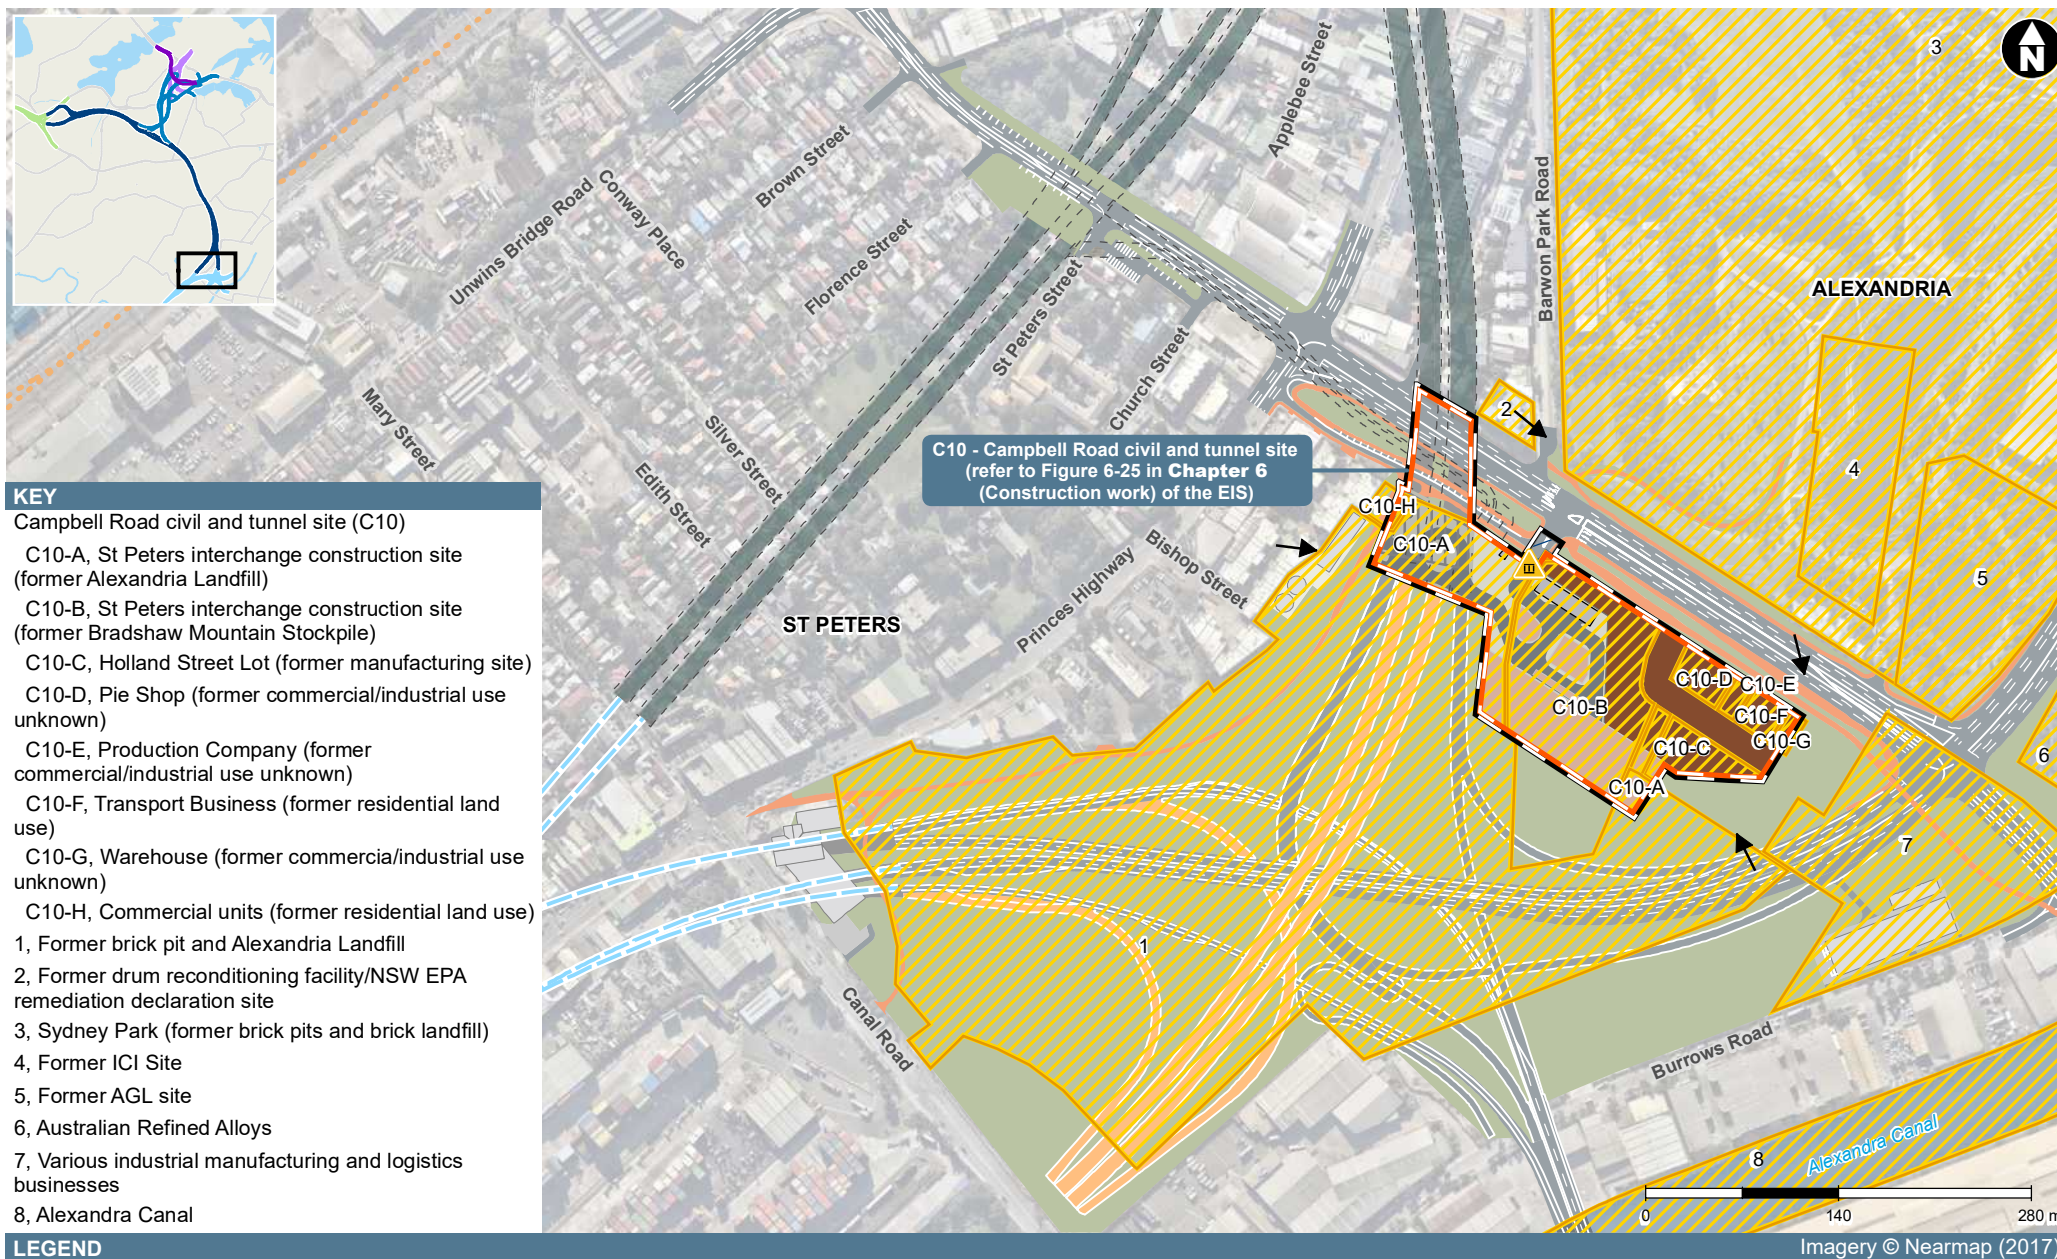 KEY
Campbell Road civil and tunnel site (C10)
C10-A, St Peters interchange construction site
(former Alexandria Landfill)
C10-B, St Peters interchange construction site
(former Bradshaw Mountain Stockpile)
C10-C, Holland Street Lot (former manufacturing site)
C10-D, Pie Shop (former commercial/industrial use
unknown)
C10-E, Production Company (former
commercial/industrial use unknown)
C10-F, Transport Business (former residential land
use)
C10-G, Warehouse (former commercia/industrial use
unknown)
C10-H, Commercial units (former residential land use)
1, Former brick pit and Alexandria Landfill
2, Former drum reconditioning facility/NSW EPA
remediation declaration site
3, Sydney Park (former brick pits and brick landfill)
4, Former ICI Site
5, Former AGL site
6, Australian Refined Alloys
7, Various industrial manufacturing and logistics
businesses
8, Alexandra Canal
LEGEND
Imagery © Nearmap (2017)
N
3
ALEXANDRIA
Applebee Street
Barwon Park Road
Brown Street
Conway Place
Unwins Bridge Road
Florence Street
St Peters Street
Church Street
Mary Street
Silver Street
Edith Street
2
4
5
C10 - Campbell Road civil and tunnel site
(refer to Figure 6-25 in Chapter 6
(Construction work) of the EIS)
C10-H
C10-A
Bishop Street
Princes Highway
ST PETERS
C10-B
C10-D
C10-E
C10-F
C10-G
C10-C
C10-A
6
7
1
Canal Road
Burrows Road
8
Alexandra Canal
0
140
280 m